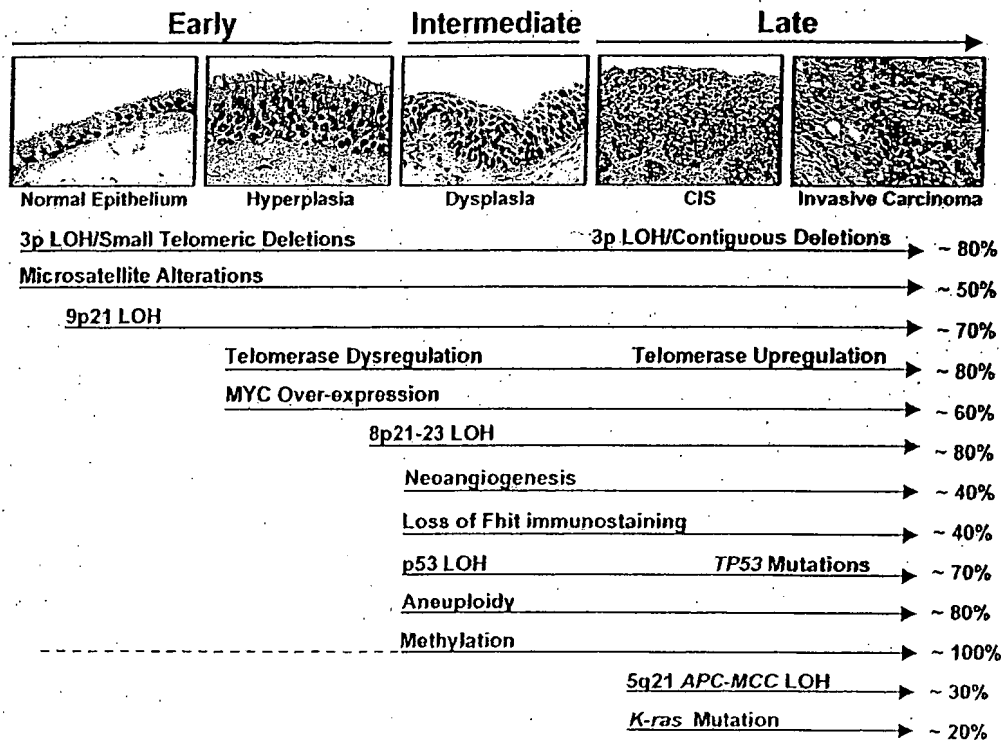 Early Intermediate Late
Normal Epithelium Hyperplasia Dysplasia CIS Invasive Carcinoma
3p LOH/Small Telomeric Deletions 3p LOH/Contiguous Deletions ~ 80%
Microsatellite Alterations ~ 50%
9p21 LOH ~ 70%
Telomerase Dysregulation Telomerase Upregulation ~ 80%
MYC Over-expression ~ 60%
8p21-23 LOH ~ 80%
Neoangiogenesis ~ 40%
Loss of Fhit immunostaining ~ 40%
p53 LOH TP53 Mutations ~ 70%
Aneuploidy ~ 80%
Methylation ~ 100%
5q21 APC-MCC LOH ~ 30%
K-ras Mutation ~ 20%